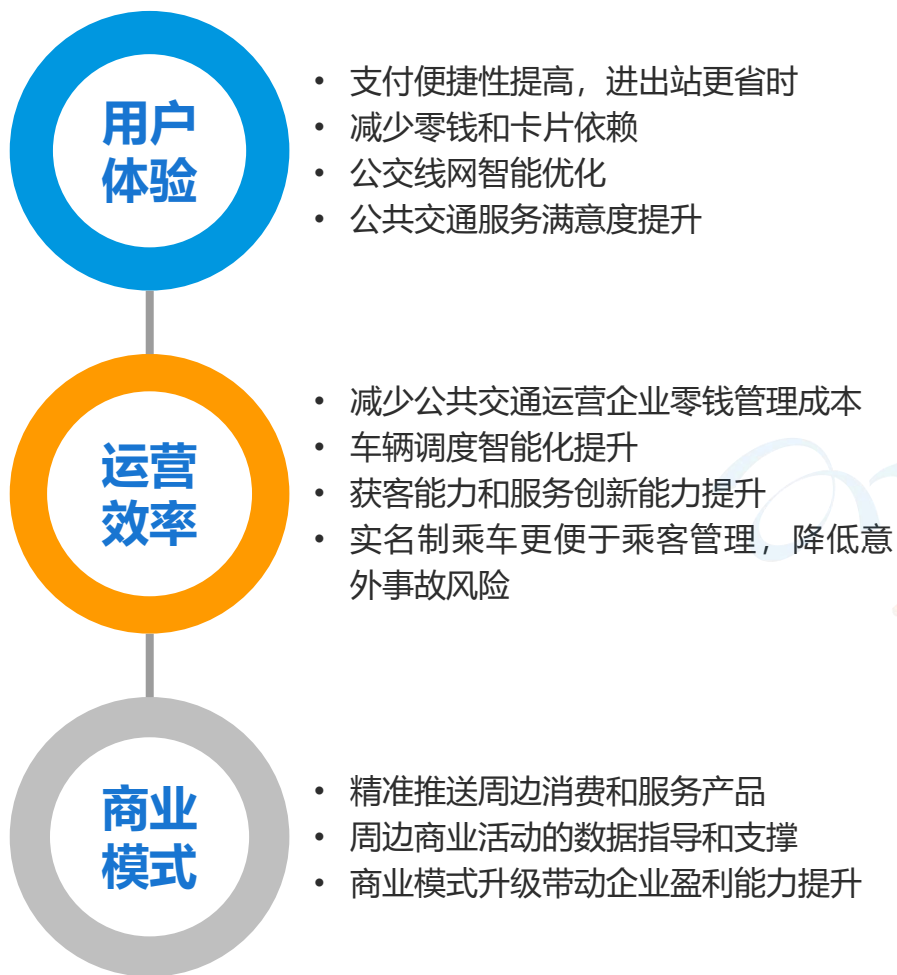 用户
体验
• 支付便捷性提高，进出站更省时
• 减少零钱和卡片依赖
• 公交线网智能优化
• 公共交通服务满意度提升
运营
效率
• 减少公共交通运营企业零钱管理成本
• 车辆调度智能化提升
• 获客能力和服务创新能力提升
• 实名制乘车更便于乘客管理，降低意
外事故风险
商业
模式
• 精准推送周边消费和服务产品
• 周边商业活动的数据指导和支撑
• 商业模式升级带动企业盈利能力提升